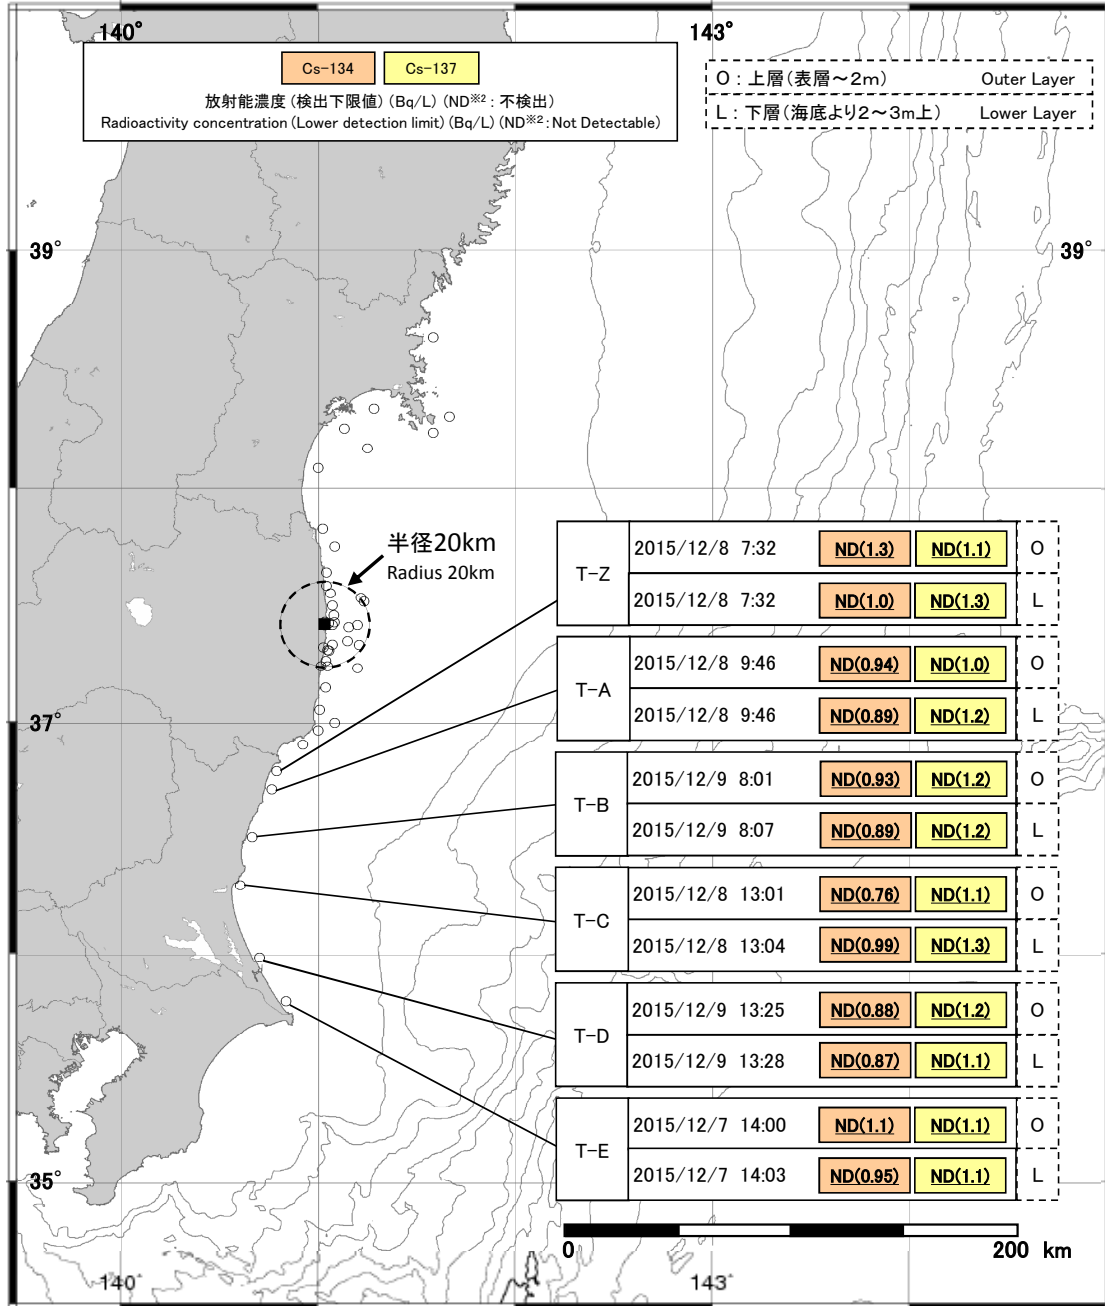 140°
143°
Cs-134 Cs-137
放射能濃度(検出下限値)(Bq/L)(ND※2:不検出)
Radioactivity concentration(Lower detection limit)(Bq/L)(ND※2:Not Detectable)
O:上層(表層～2m) Outer Layer
L:下層(海底より2～3m上) Lower Layer
39°
39°
半径20km
Radius 20km
T-Z
2015/12/8 7:32 ND(1.3) ND(1.1) O
2015/12/8 7:32 ND(1.0) ND(1.3) L
T-A
2015/12/8 9:46 ND(0.94) ND(1.0) O
2015/12/8 9:46 ND(0.89) ND(1.2) L
37°
T-B
2015/12/9 8:01 ND(0.93) ND(1.2) O
2015/12/9 8:07 ND(0.89) ND(1.2) L
T-C
2015/12/8 13:01 ND(0.76) ND(1.1) O
2015/12/8 13:04 ND(0.99) ND(1.3) L
T-D
2015/12/9 13:25 ND(0.88) ND(1.2) O
2015/12/9 13:28 ND(0.87) ND(1.1) L
T-E
2015/12/7 14:00 ND(1.1) ND(1.1) O
2015/12/7 14:03 ND(0.95) ND(1.1) L
35°
0 200 km
140°
143°